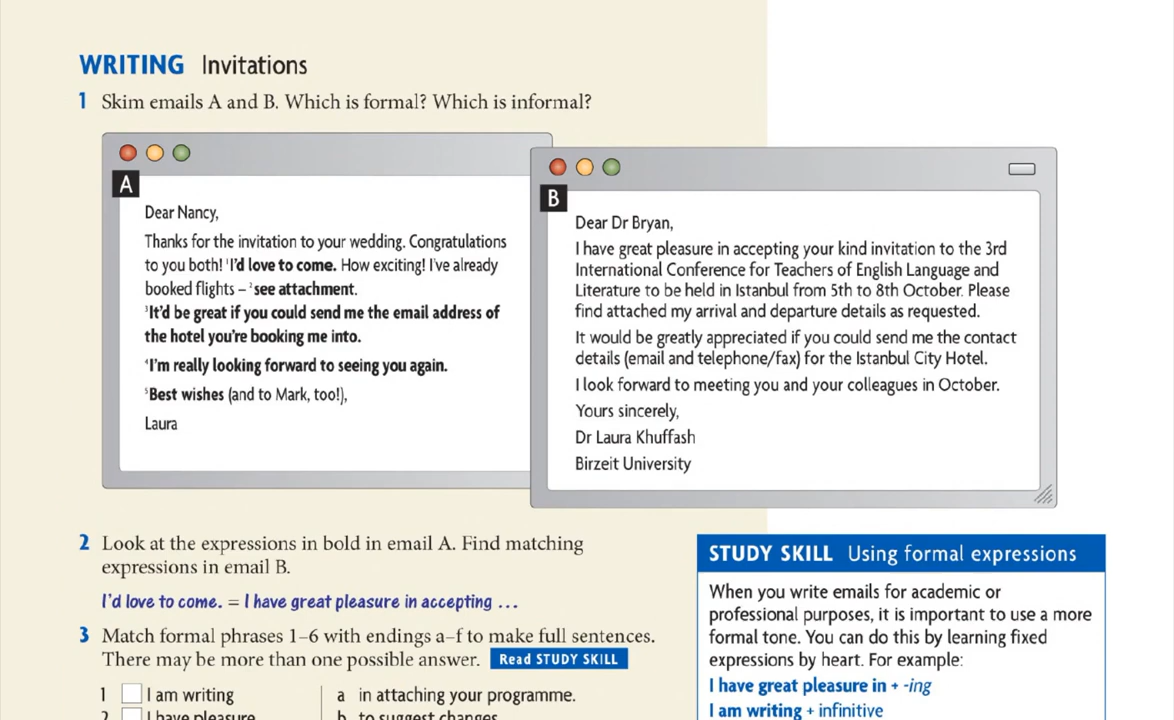 WRITING Invitations
1 Skim emails A and B. Which is formal? Which is informal?
A
Dear Nancy,
Thanks for the invitation to your wedding. Congratulations
to you both! ¹I'd love to come. How exciting! I've already
booked flights – ²see attachment.
³It'd be great if you could send me the email address of
the hotel you're booking me into.
⁴I'm really looking forward to seeing you again.
⁵Best wishes (and to Mark, too!),
Laura
B
Dear Dr Bryan,
I have great pleasure in accepting your kind invitation to the 3rd
International Conference for Teachers of English Language and
Literature to be held in Istanbul from 5th to 8th October. Please
find attached my arrival and departure details as requested.
It would be greatly appreciated if you could send me the contact
details (email and telephone/fax) for the Istanbul City Hotel.
I look forward to meeting you and your colleagues in October.
Yours sincerely,
Dr Laura Khuffash
Birzeit University
2 Look at the expressions in bold in email A. Find matching
expressions in email B.
I'd love to come. = I have great pleasure in accepting ...
3 Match formal phrases 1–6 with endings a–f to make full sentences.
There may be more than one possible answer. Read STUDY SKILL
1 I am writing
2 I have pleasure
a in attaching your programme.
b to suggest changes
STUDY SKILL Using formal expressions
When you write emails for academic or
professional purposes, it is important to use a more
formal tone. You can do this by learning fixed
expressions by heart. For example:
I have great pleasure in + -ing
I am writing + infinitive